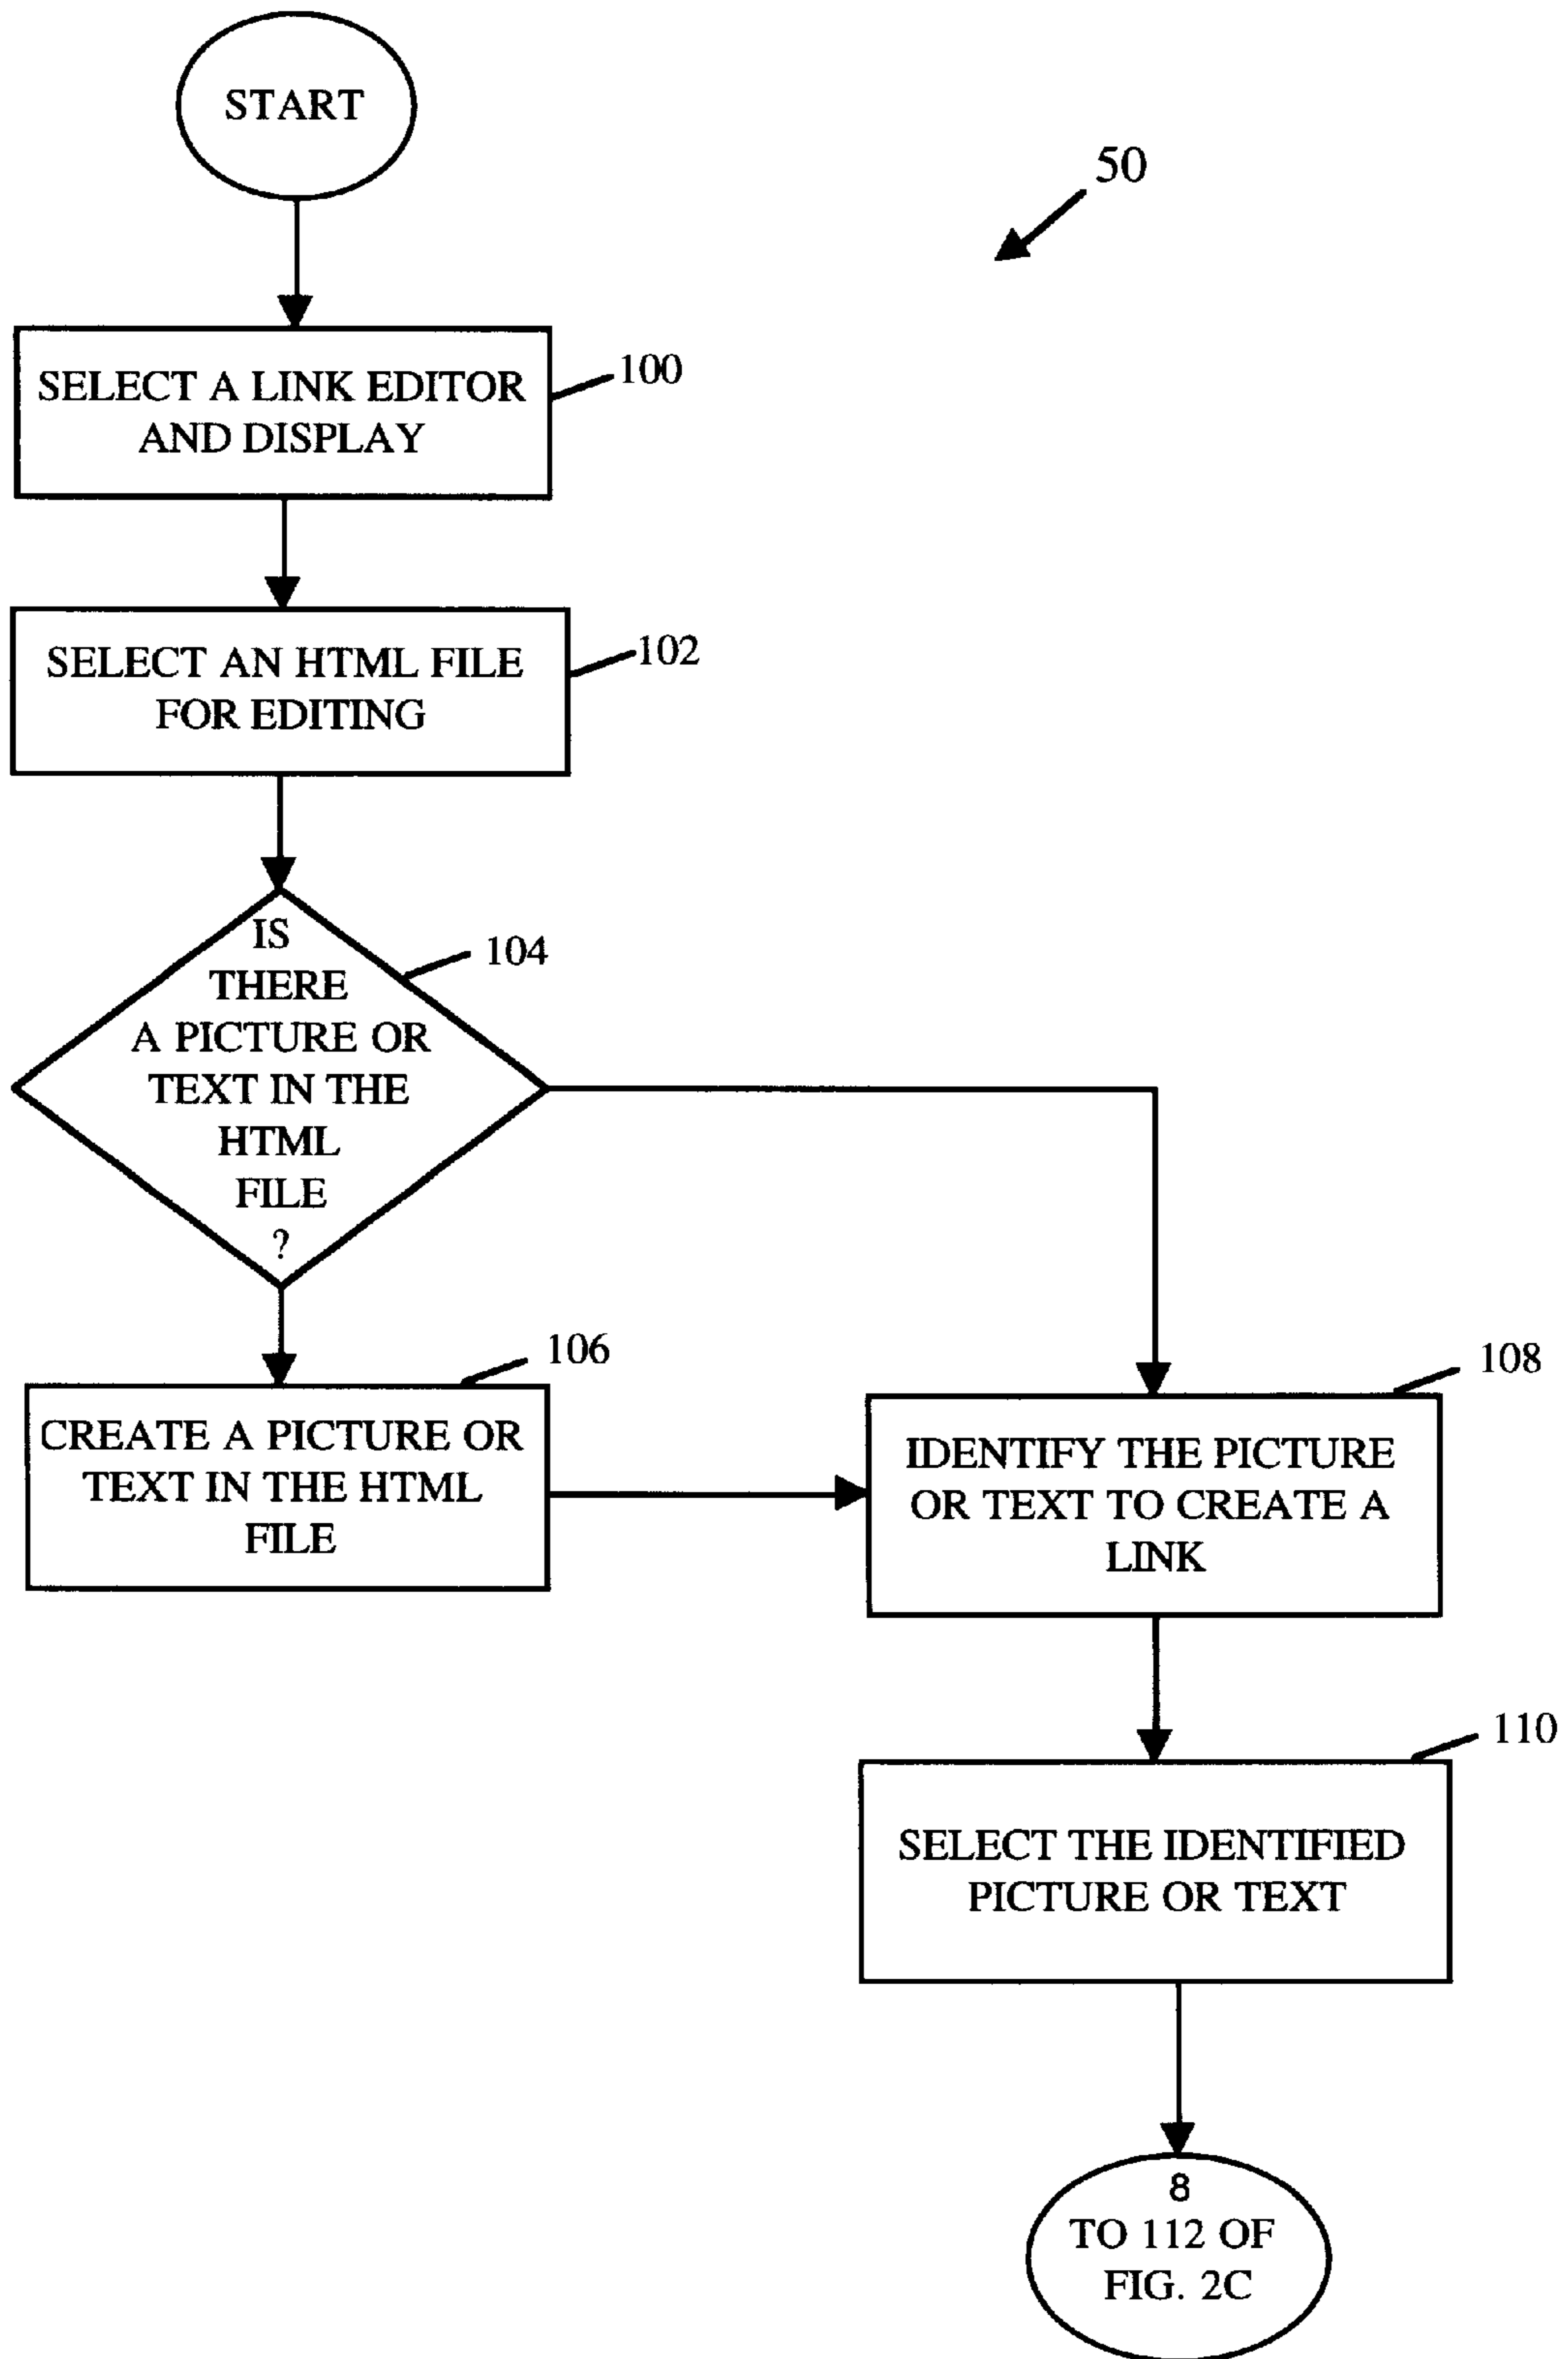 START
50
SELECT A LINK EDITOR
AND DISPLAY
100
SELECT AN HTML FILE
FOR EDITING
102
IS
THERE
A PICTURE OR
TEXT IN THE
HTML
FILE
?
104
CREATE A PICTURE OR
TEXT IN THE HTML
FILE
106
IDENTIFY THE PICTURE
OR TEXT TO CREATE A
LINK
108
SELECT THE IDENTIFIED
PICTURE OR TEXT
110
8
TO 112 OF
FIG. 2C